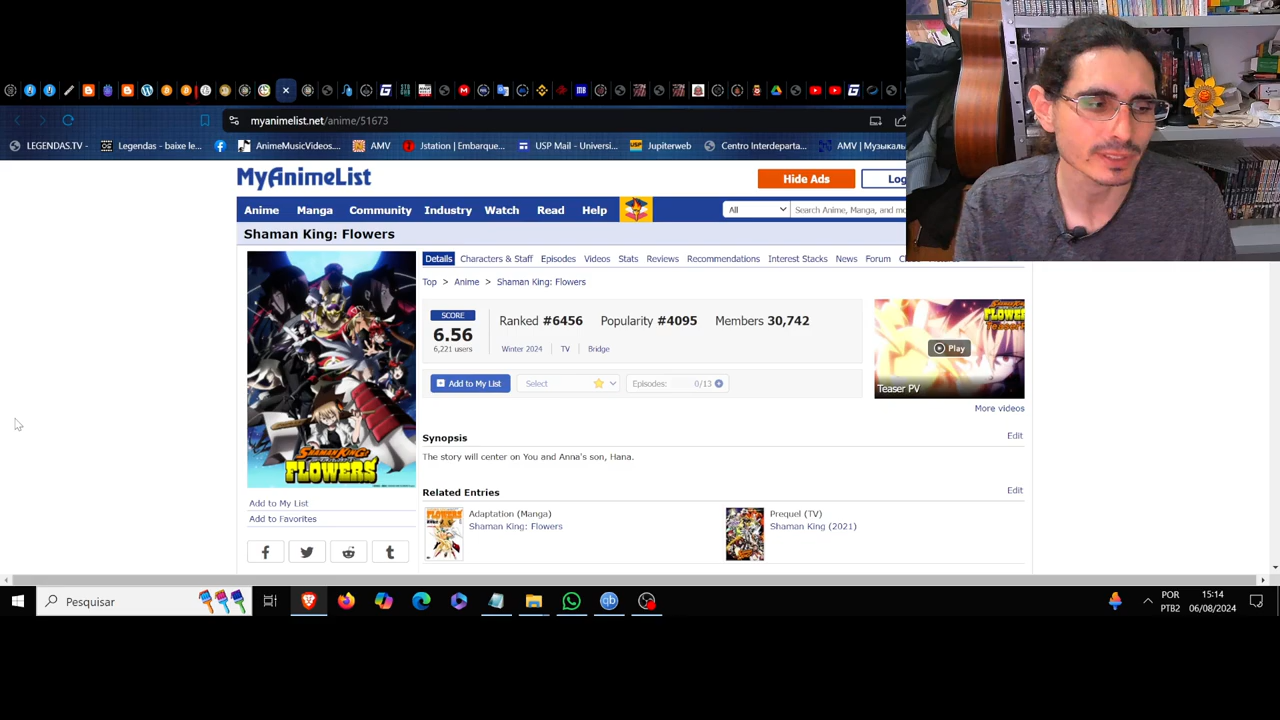 myanimelist.net/anime/51673
LEGENDAS.TV - Legendas - baixe le... AnimeMusicVideos.... AMV Jstation | Embarque... USP Mail - Universi... Jupiterweb Centro Interdeparta...
MyAnimeList
Hide Ads
Anime Manga Community Industry Watch Read Help
All Search Anime, Manga, and mo
Shaman King: Flowers
Details Characters & Staff Episodes Videos Stats Reviews Recommendations Interest Stacks News Forum
Top > Anime > Shaman King: Flowers
SCORE
6.56
6,221 users
Ranked #6456 Popularity #4095 Members 30,742
Winter 2024 TV Bridge
Add to My List Select Episodes: 0/13
Play
Teaser PV
More videos
Synopsis Edit
The story will center on You and Anna's son, Hana.
Related Entries Edit
Adaptation (Manga)
Shaman King: Flowers
Prequel (TV)
Shaman King (2021)
SHAMAN KING
FLOWERS
Add to My List
Add to Favorites
Pesquisar
POR
PTB2
15:14
06/08/2024